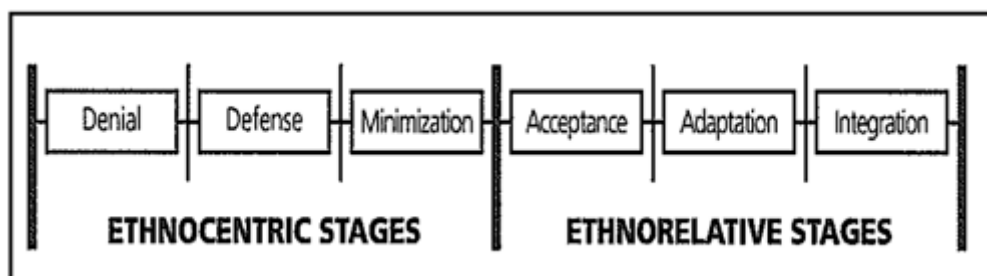 Denial Defense Minimization Acceptance Adaptation Integration
ETHNOCENTRIC STAGES ETHNORELATIVE STAGES